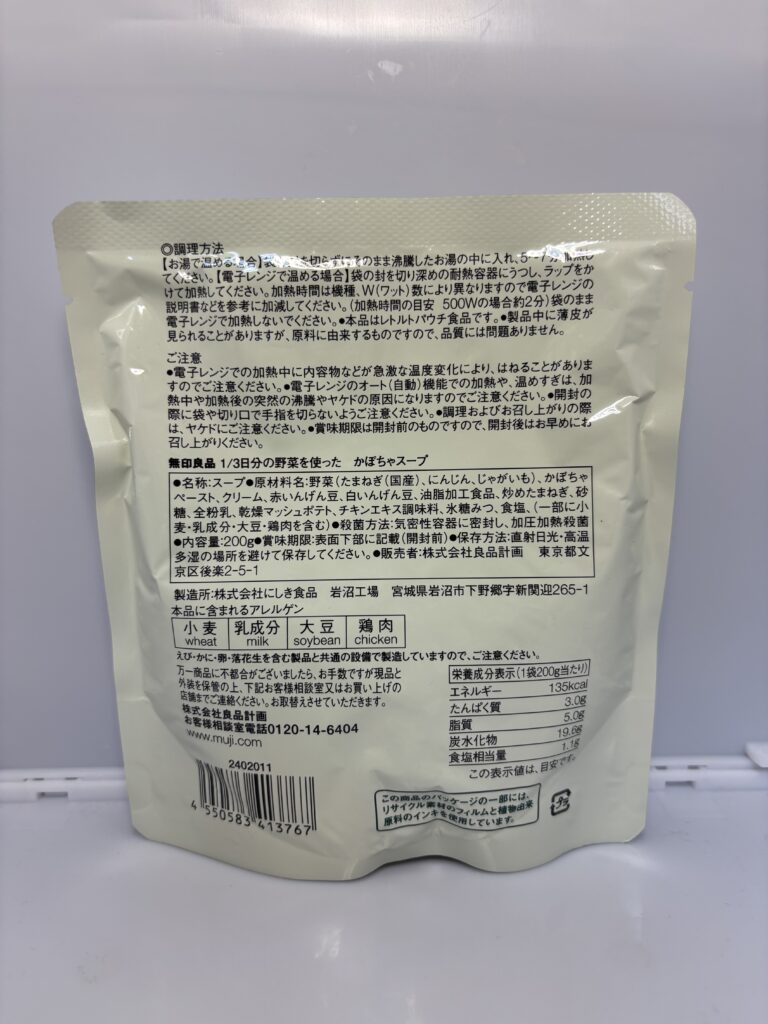 ◎調理方法
【お湯で温める場合】袋の封を切らずにそのまま沸騰したお湯の中に入れ、5〜7分
てください。【電子レンジで温める場合】袋の封を切り深めの耐熱容器にうつし、ラップをか
けて加熱してください。加熱時間は機種、W(ワット)数により異なりますので電子レンジの
説明書などを参考に加減してください。(加熱時間の目安 500Wの場合約2分)袋のまま
電子レンジで加熱しないでください。●本品はレトルトパウチ食品です。●製品中に薄皮が
見られることがありますが、原料に由来するものですので、品質には問題ありません。
ご注意
●電子レンジでの加熱中に内容物などが急激な温度変化により、はねることがありま
すのでご注意ください。●電子レンジのオート(自動)機能での加熱や、温めすぎは、加
熱中や加熱後の突然の沸騰やヤケドの原因になりますのでご注意ください。●開封の
際に袋や切り口で手指を切らないようご注意ください。●調理およびお召し上がりの際
は、ヤケドにご注意ください。●賞味期限は開封前のものですので、開封後はお早めにお
召し上がりください。
無印良品 1/3日分の野菜を使った かぼちゃスープ
●名称:スープ●原材料名:野菜(たまねぎ(国産)、にんじん、じゃがいも)、かぼちゃ
ペースト、クリーム、赤いんげん豆、白いんげん豆、油脂加工食品、炒めたまねぎ、砂
糖、全粉乳、乾燥マッシュポテト、チキンエキス調味料、氷糖みつ、食塩、(一部に小
麦・乳成分・大豆・鶏肉を含む)●殺菌方法:気密性容器に密封し、加圧加熱殺菌
●内容量:200g●賞味期限:表面下部に記載(開封前)●保存方法:直射日光・高温
多湿の場所を避けて保存してください。●販売者:株式会社良品計画 東京都文
京区後楽2-5-1
製造所:株式会社にしき食品 岩沼工場 宮城県岩沼市下野郷字新関迎265-1
本品に含まれるアレルゲン
小麦 乳成分 大豆 鶏肉
wheat milk soybean chicken
えび・かに・卵・落花生を含む製品と共通の設備で製造していますので、ご注意ください。
万一商品に不都合がございましたら、お手数ですが現品と
外装を保管の上、下記お客様相談室又はお買い上げの
店舗までご連絡ください。お取替えさせていただきます。
株式会社良品計画
お客様相談室電話0120-14-6404
www.muji.com
栄養成分表示(1袋200g当たり)
エネルギー 135kcal
たんぱく質 3.0g
脂質 5.0g
炭水化物 19.6g
食塩相当量 1.1g
この表示値は、目安です。
2402011
4 550583 413767
この商品のパッケージの一部には、
リサイクル素材のフィルムと植物由来
原料のインキを使用しています。
プラ